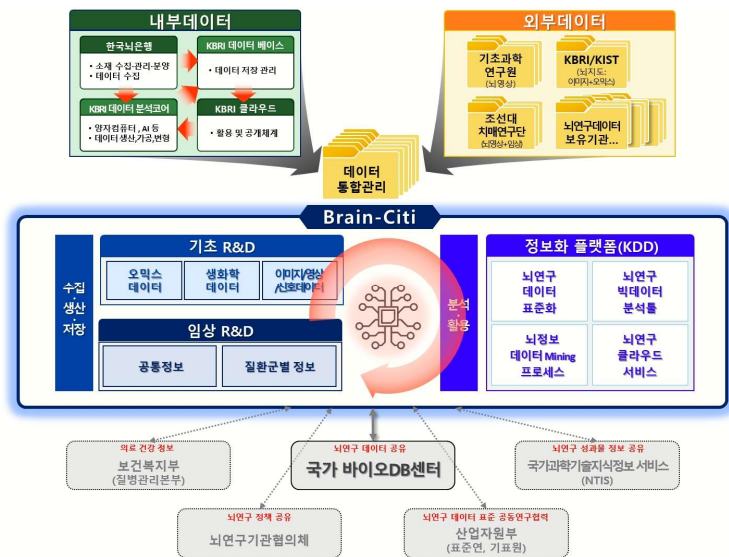 내부데이터
한국뇌은행
• 소재 수집·관리·분양
• 데이터 수집
KBRI 데이터 베이스
• 데이터 저장 관리
KBRI 데이터 분석코어
• 양자컴퓨터 , AI 등
• 데이터 생산,가공,변형
KBRI 클라우드
• 활용 및 공개체계
외부데이터
기초과학
연구원
(뇌영상)
KBRI/KIST
(뇌지도:
이미지+오믹스)
조선대
치매연구단
(뇌영상+임상)
뇌연구데이터
보유기관...
데이터
통합관리
Brain-Citi
수집
·
생산
·
저장
기초 R&D
오믹스
데이터
생화학
데이터
이미지/영상
/신호데이터
임상 R&D
공통정보
질환군별 정보
분석
·
활용
정보화 플랫폼(KDD)
뇌연구
데이터
표준화
뇌연구
빅데이터
분석툴
뇌정보
데이터 Mining
프로세스
뇌연구
클라우드
서비스
의료 건강 정보
보건복지부
(질병관리본부)
뇌연구 데이터 공유
국가 바이오DB센터
뇌연구 성과물 정보 공유
국가과학기술지식정보 서비스
(NTIS)
뇌연구 정책 공유
뇌연구기관협의체
뇌연구 데이터 표준 공동연구협력
산업자원부
(표준연, 기표원)